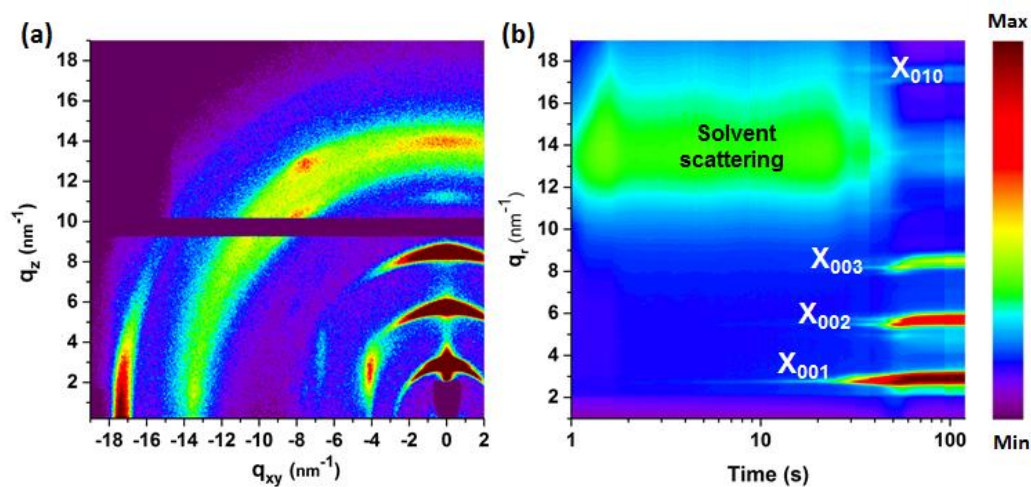 (a)
18
16
14
12
10
8
6
4
2
q_z (nm⁻¹)
-18 -16 -14 -12 -10 -8 -6 -4 -2 0 2
q_xy (nm⁻¹)
(b)
18
16
14
12
10
8
6
4
2
q_r (nm⁻¹)
X₀₁₀
Solvent
scattering
X₀₀₃
X₀₀₂
X₀₀₁
1 10 100
Time (s)
Max
Min